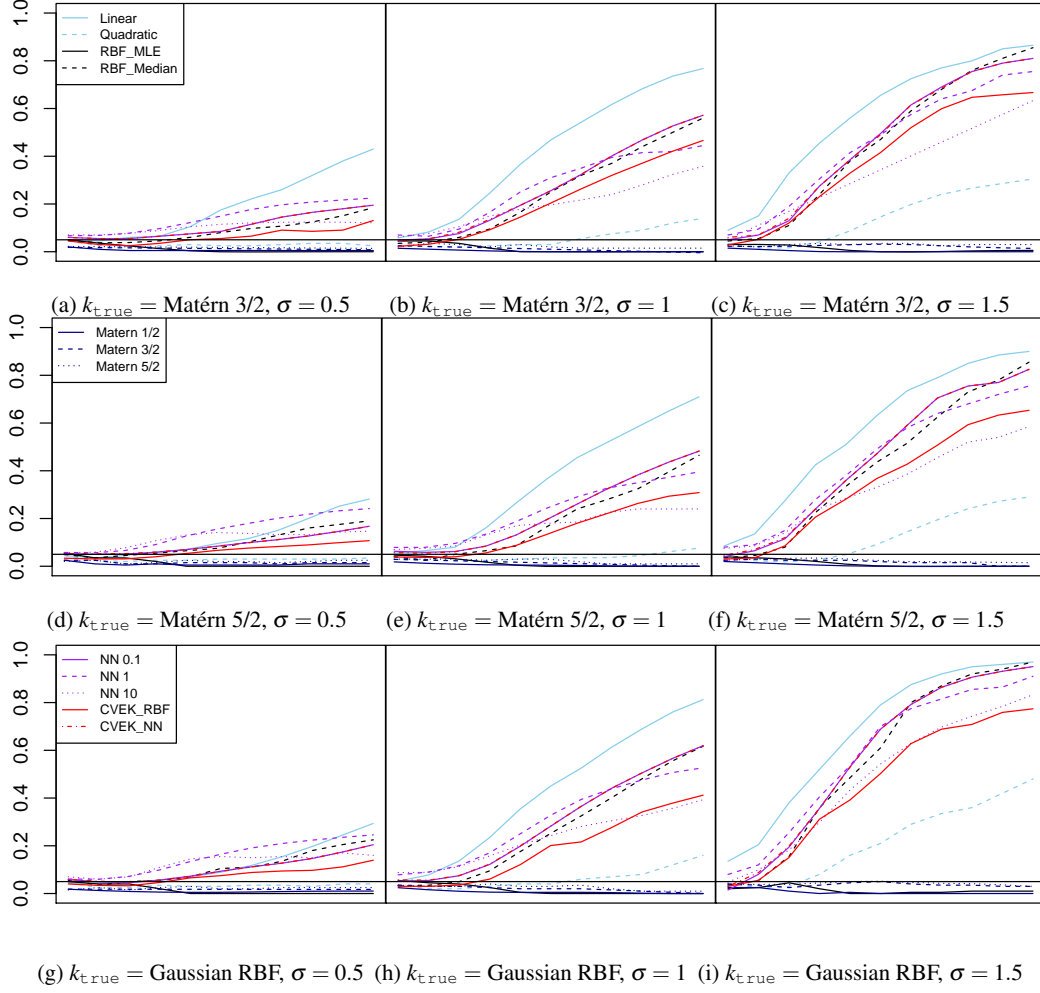 1.0
0.8
0.6
0.4
0.2
0.0
Linear
Quadratic
RBF_MLE
RBF_Median
(a) k_true = Matérn 3/2, σ = 0.5
(b) k_true = Matérn 3/2, σ = 1
(c) k_true = Matérn 3/2, σ = 1.5
1.0
0.8
0.6
0.4
0.2
0.0
Matern 1/2
Matern 3/2
Matern 5/2
(d) k_true = Matérn 5/2, σ = 0.5
(e) k_true = Matérn 5/2, σ = 1
(f) k_true = Matérn 5/2, σ = 1.5
1.0
0.8
0.6
0.4
0.2
0.0
NN 0.1
NN 1
NN 10
CVEK_RBF
CVEK_NN
(g) k_true = Gaussian RBF, σ = 0.5
(h) k_true = Gaussian RBF, σ = 1
(i) k_true = Gaussian RBF, σ = 1.5